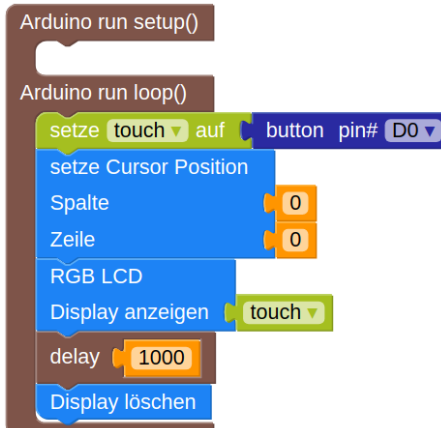 Arduino run setup()
Arduino run loop()
setze touch auf button pin# D0
setze Cursor Position
Spalte 0
Zeile 0
RGB LCD
Display anzeigen touch
delay 1000
Display löschen